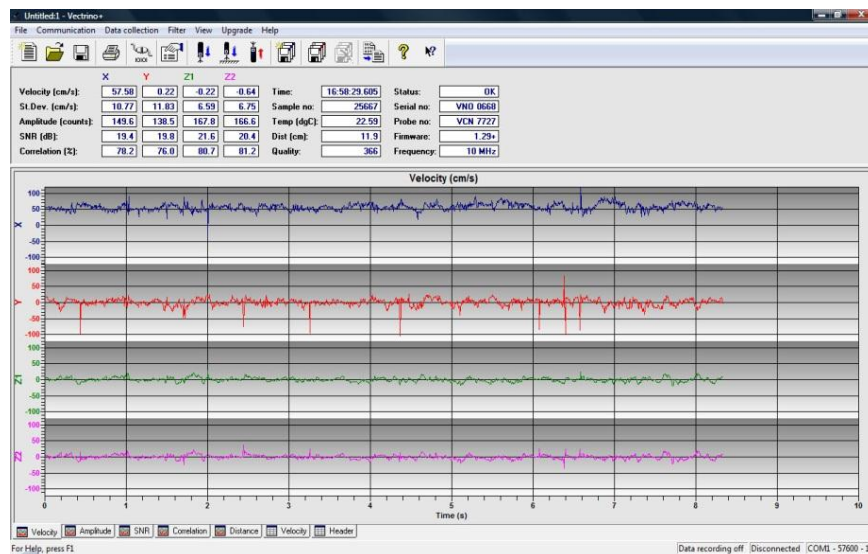 Untitled:1 - Vectrino+
File Communication Data collection Filter View Upgrade Help
X Y Z1 Z2
Velocity (cm/s): 57.58 0.22 -0.22 -0.64 Time: 16:58:29.605 Status: OK
St.Dev. (cm/s): 10.77 11.83 6.59 6.75 Sample no: 25667 Serial no: VNO 0668
Amplitude (counts): 149.6 138.5 167.8 166.6 Temp (dgC): 22.59 Probe no: VCN 7727
SNR (dB): 19.4 19.8 21.6 20.4 Dist (cm): 11.9 Firmware: 1.29+
Correlation (%): 78.2 76.0 80.7 81.2 Quality: 366 Frequency: 10 MHz
Velocity (cm/s)
100
50
X 0
-50
-100
100
50
Y 0
-50
-100
100
50
Z1 0
-50
-100
100
50
Z2 0
-50
-100
0 1 2 3 4 5 6 7 8 9 10
Time (s)
Velocity Amplitude SNR Correlation Distance Velocity Header
For Help, press F1 Data recording off Disconnected COM1 - 57600 -